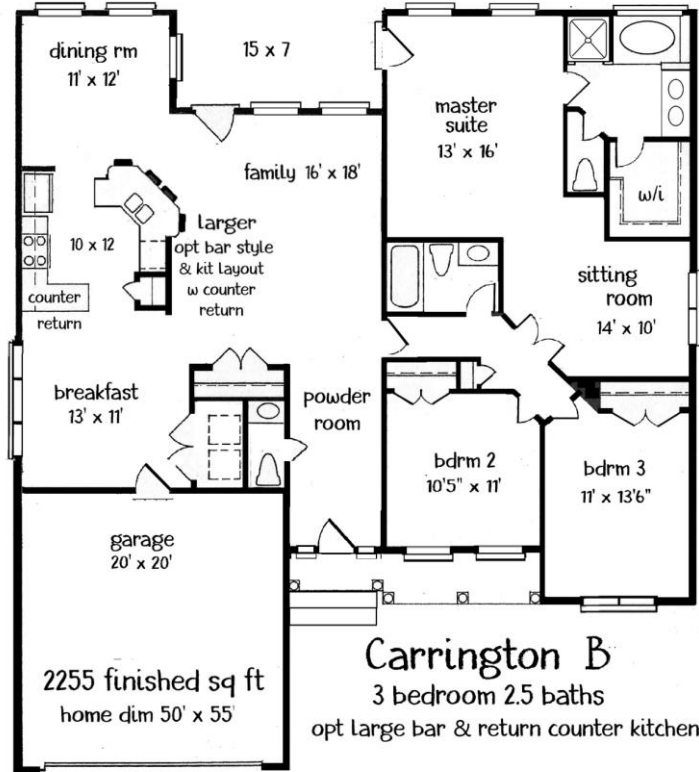 dining rm
11' x 12'
15 x 7
master
suite
13' x 16'
family 16' x 18'
w/i
larger
opt bar style
& kit layout
w counter
return
10 x 12
counter
return
sitting
room
14' x 10'
breakfast
13' x 11'
powder
room
bdrm 2
10'5" x 11'
bdrm 3
11' x 13'6"
garage
20' x 20'
2255 finished sq ft
home dim 50' x 55'
Carrington B
3 bedroom 2.5 baths
opt large bar & return counter kitchen